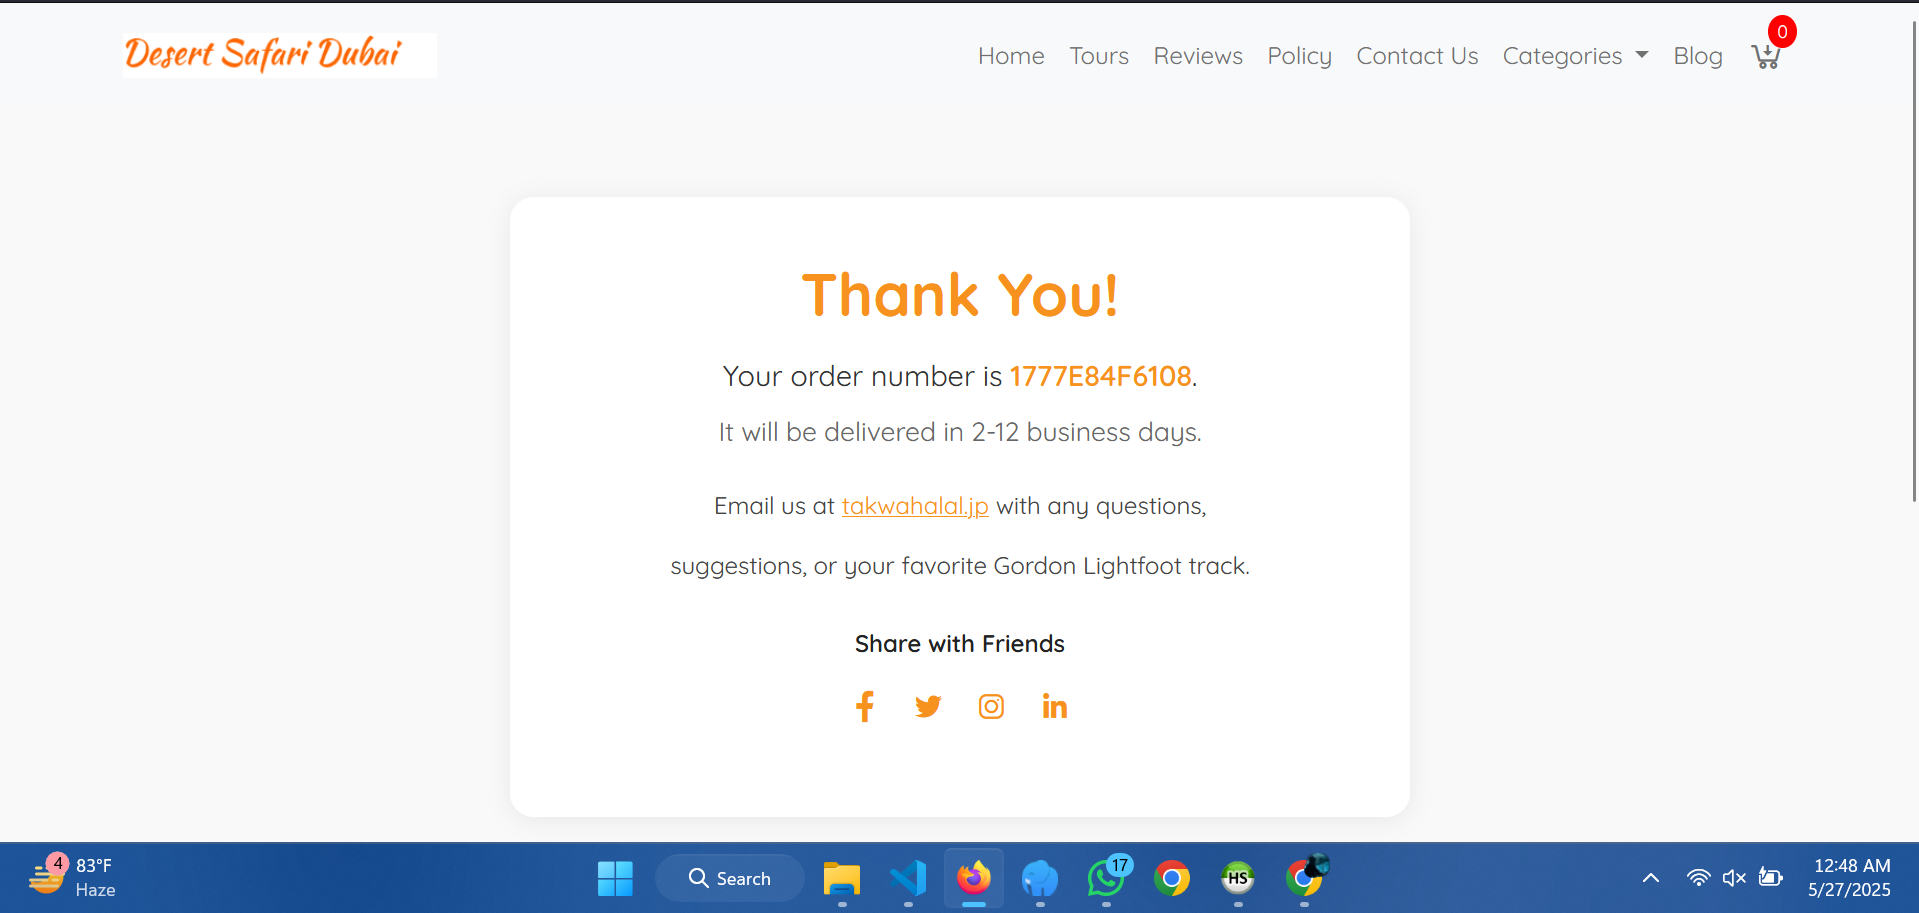 Desert Safari Dubai
Home Tours Reviews Policy Contact Us Categories Blog 0
Thank You!
Your order number is 1777E84F6108.
It will be delivered in 2-12 business days.
Email us at takwahalal.jp with any questions,
suggestions, or your favorite Gordon Lightfoot track.
Share with Friends
4 83°F
Haze
Search
17
HS
12:48 AM
5/27/2025